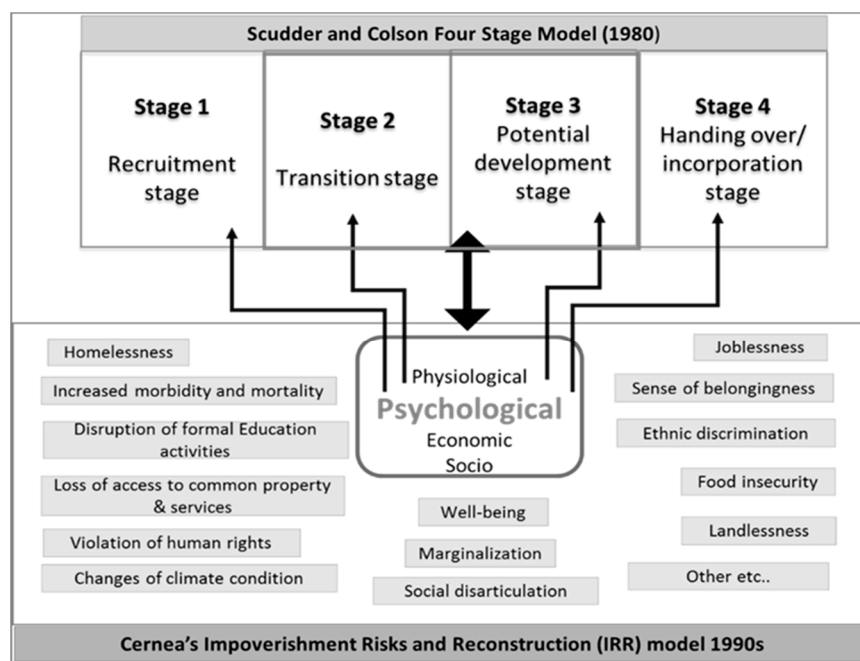 Scudder and Colson Four Stage Model (1980)
Stage 1
Recruitment
stage
Stage 2
Transition stage
Stage 3
Potential
development
stage
Stage 4
Handing over/
incorporation
stage
Homelessness
Increased morbidity and mortality
Disruption of formal Education
activities
Loss of access to common property
& services
Violation of human rights
Changes of climate condition
Physiological
Psychological
Economic
Socio
Well-being
Marginalization
Social disarticulation
Joblessness
Sense of belongingness
Ethnic discrimination
Food insecurity
Landlessness
Other etc..
Cernea's Impoverishment Risks and Reconstruction (IRR) model 1990s